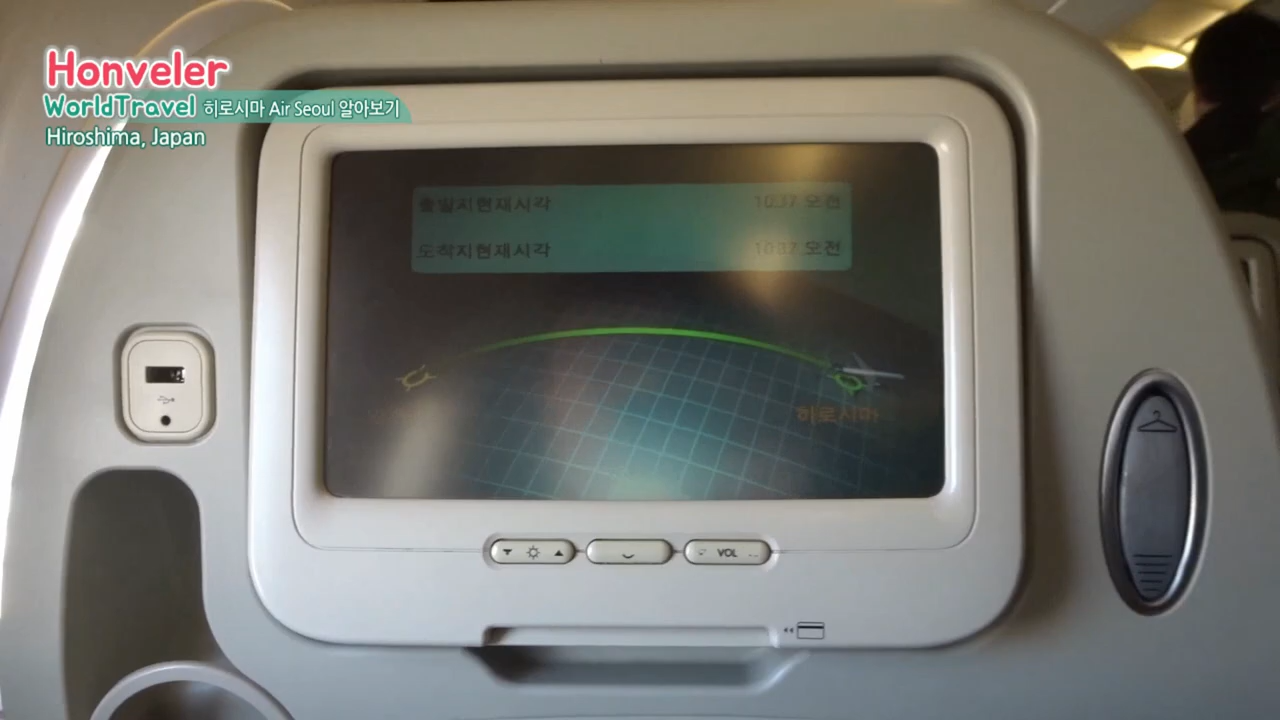 Honveler
WorldTravel 히로시마 Air Seoul 알아보기
Hiroshima, Japan
출발지현재시각 10:37 오전
도착지현재시각 10:37 오전
히로시마
VOL